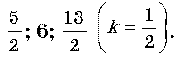 5/2; 6; 13/2 (k = 1/2).